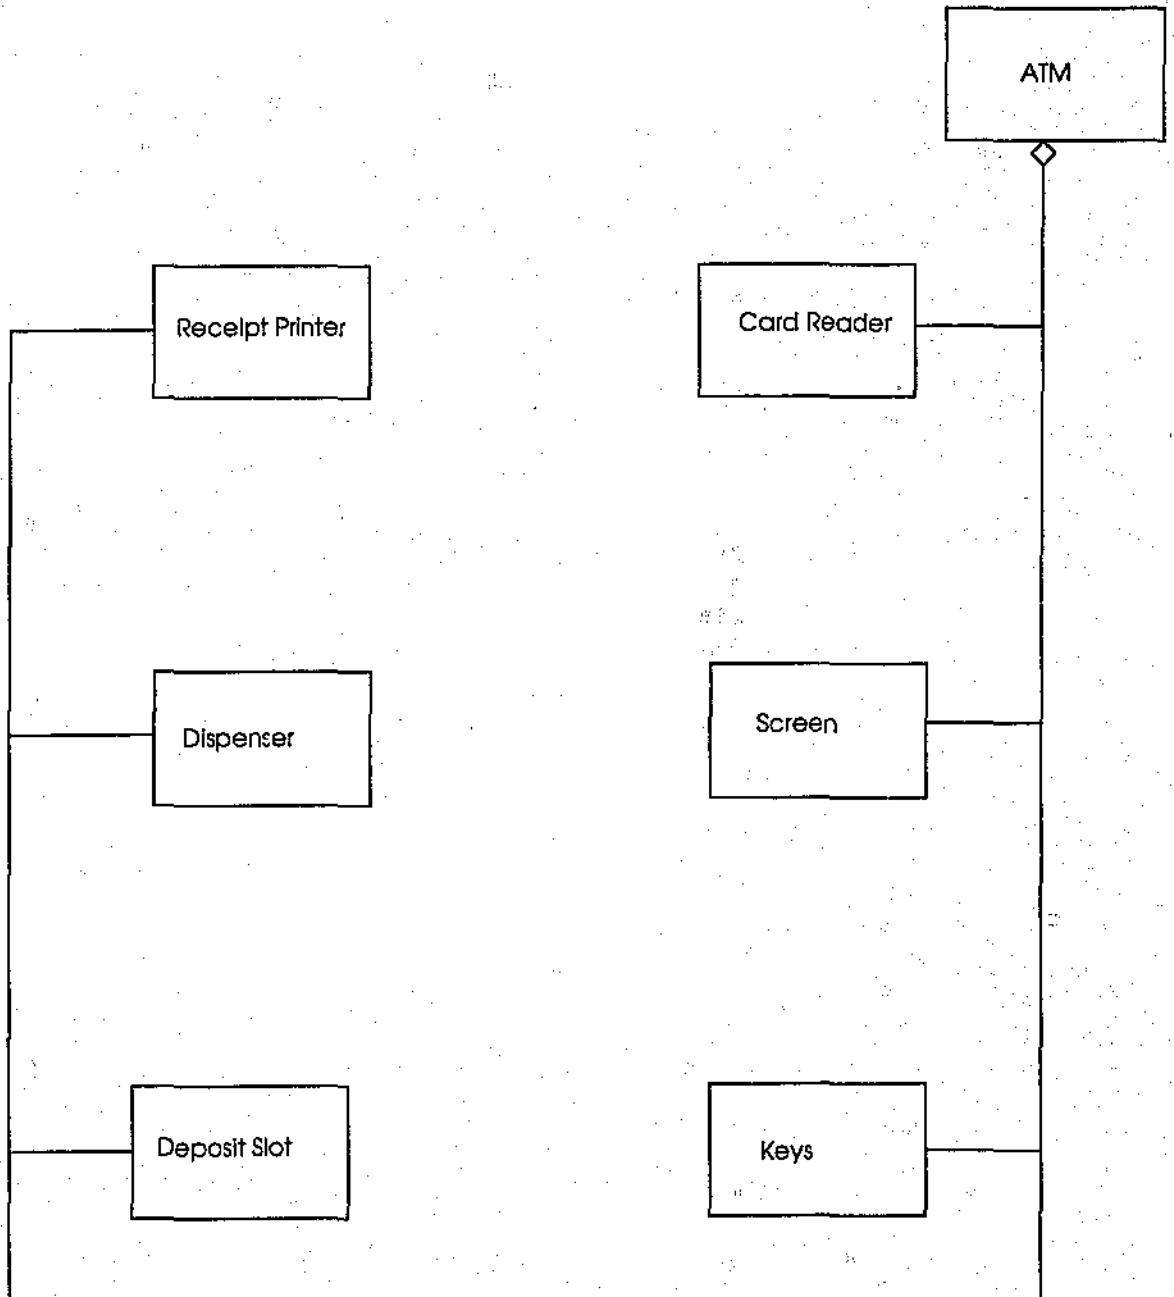 ATM
Receipt Printer
Card Reader
Dispenser
Screen
Deposit Slot
Keys